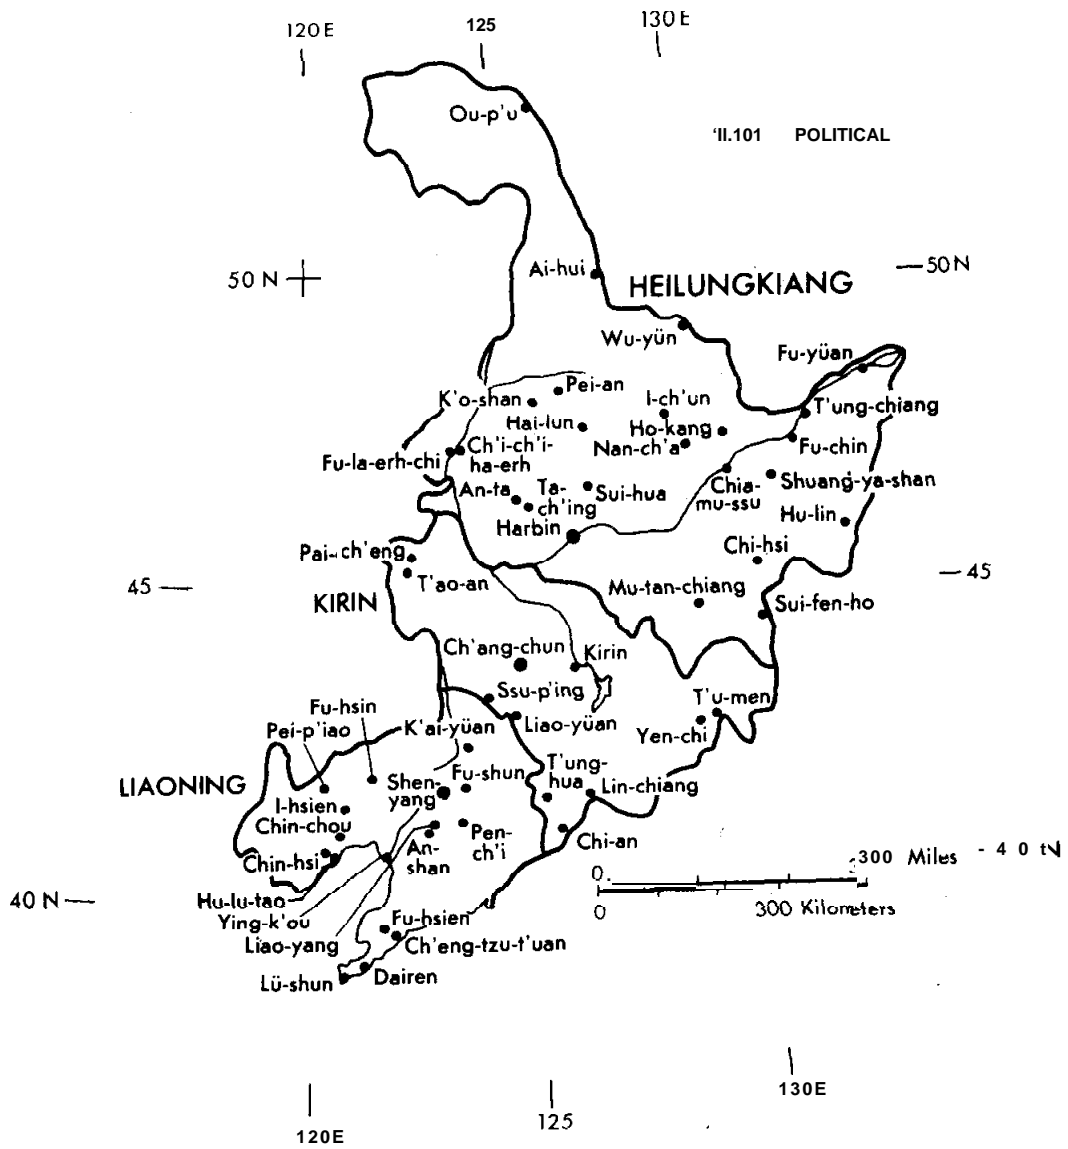 120E 125 130E
Ou-p'u
'II.101 POLITICAL
50 N
Ai-hui
50N
HEILUNGKIANG
Wu-yün
Fu-yüan
Pei-an
K'o-shan
I-ch'un
T'ung-chiang
Hai-lun
Ho-kang
Nan-ch'a
Fu-chin
Ch'i-ch'i-
ha-erh
Fu-la-erh-chi
An-ta
Ta-
ch'ing
Sui-hua
Chia-
mu-ssu
Shuang-ya-shan
Harbin
Hu-lin
Pai-ch'eng
Chi-hsi
T'ao-an
45
45
Mu-tan-chiang
KIRIN
Sui-fen-ho
Ch'ang-chun
Kirin
Ssu-p'ing
T'u-men
Fu-hsin
Liao-yüan
K'ai-yüan
Pei-p'iao
Yen-chi
LIAONING
Shen-
yang
Fu-shun
T'ung-
hua
Lin-chiang
I-hsien
Chin-chou
An-
shan
Pen-
ch'i
Chi-an
Chin-hsi
300 Miles
- 4 0 tN
0.
40 N
Hu-lu-tao
0
300 Kilometers
Ying-k'ou
Fu-hsien
Liao-yang
Ch'eng-tzu-t'uan
Lü-shun
Dairen
130E
125
120E